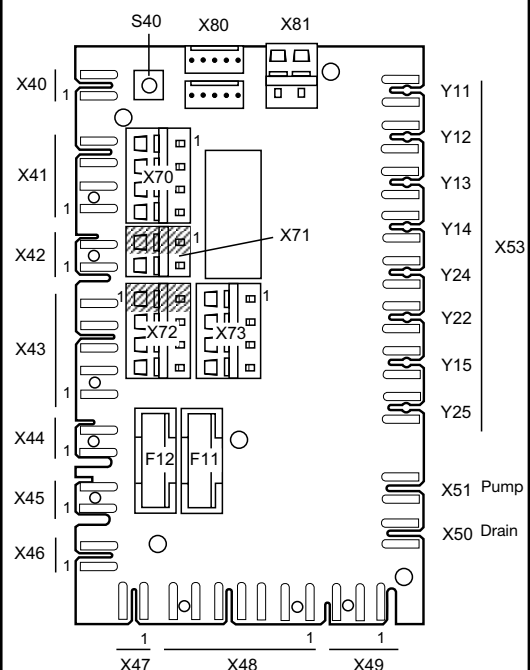 S40
X80
X81
X40
1
Y11
Y12
X41
1
X70
1
Y13
X42
1
1
X71
Y14
X53
Y24
X43
1
1
X72
X73
1
Y22
Y15
Y25
X44
1
F12
F11
X45
1
X51 Pump
X50 Drain
X46
1
1
1
1
X47
X48
X49